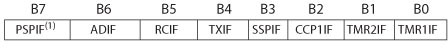 B7 B6 B5 B4 B3 B2 B1 B0
PSPIF(1) ADIF RCIF TXIF SSPIF CCP1IF TMR2IF TMR1IF